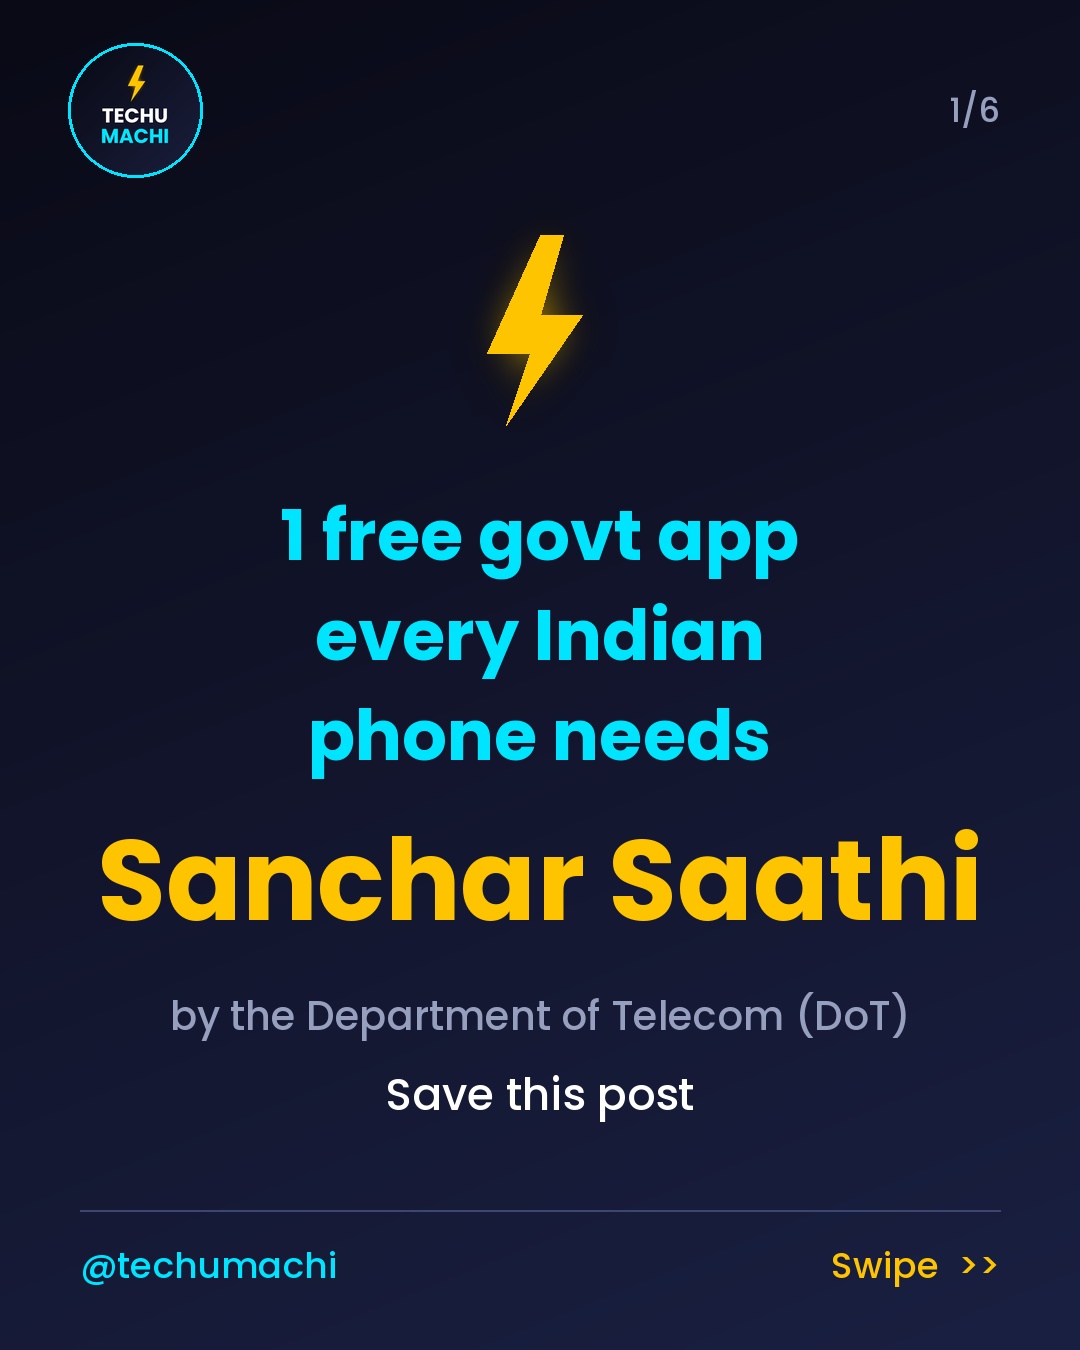 TECHU
MACHI
1/6
1 free govt app
every Indian
phone needs
Sanchar Saathi
by the Department of Telecom (DoT)
Save this post
@techumachi
Swipe >>